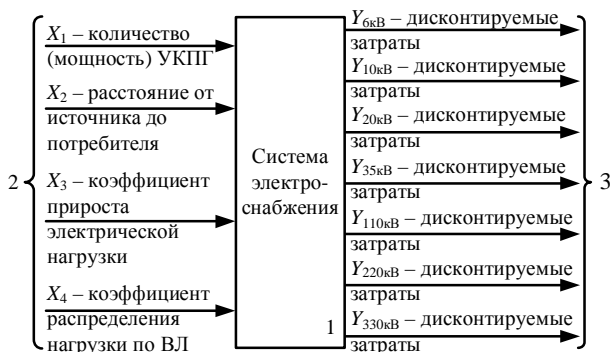 X₁ – количество
(мощность) УКПГ
X₂ – расстояние от
источника до
потребителя
2
X₃ – коэффициент
прироста
электрической
нагрузки
X₄ – коэффициент
распределения
нагрузки по ВЛ
Система
электро-
снабжения
1
Y₆кВ – дисконтируемые
затраты
Y₁₀кВ – дисконтируемые
затраты
Y₂₀кВ – дисконтируемые
затраты
Y₃₅кВ – дисконтируемые
затраты
3
Y₁₁₀кВ – дисконтируемые
затраты
Y₂₂₀кВ – дисконтируемые
затраты
Y₃₃₀кВ – дисконтируемые
затраты